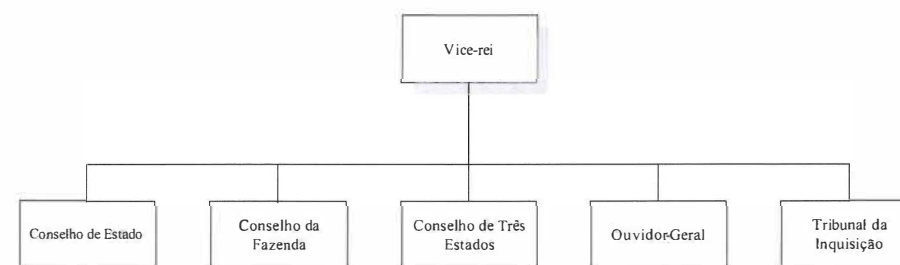 Vice-rei
Conselho de Estado
Conselho da
Fazenda
Conselho de Três
Estados
Ouvidor-Geral
Tribunal da
Inquisição